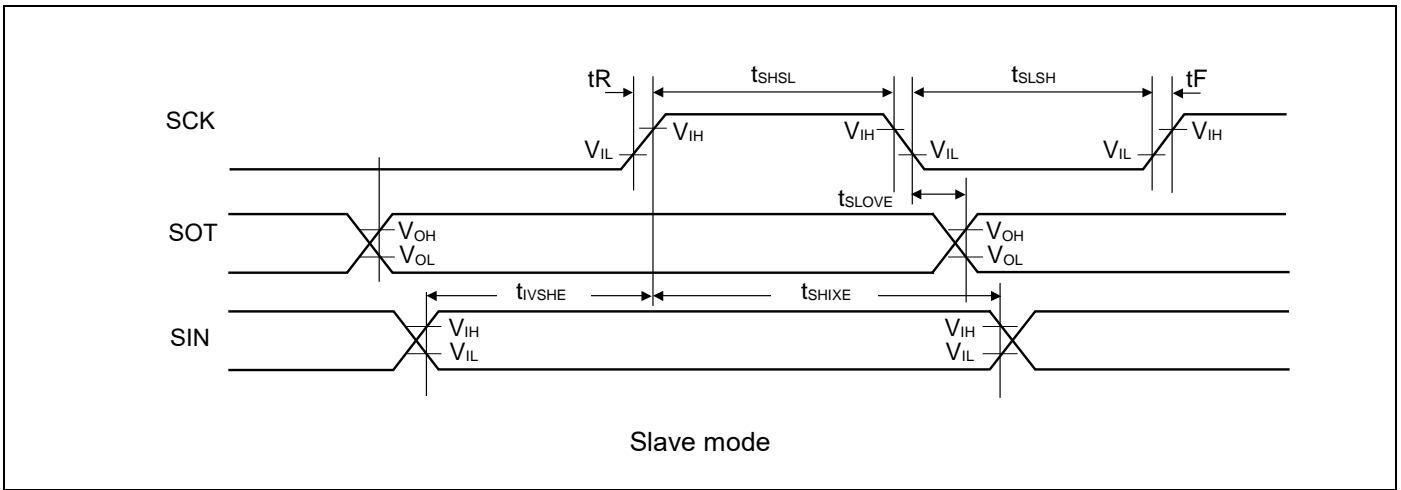 tR tSHSL tSLSH tF
SCK VIH VIH VIH
VIL VIL VIL
tSLOVE
SOT VOH VOH
VOL VOL
tIVSHE tSHIXE
SIN VIH VIH
VIL VIL
Slave mode